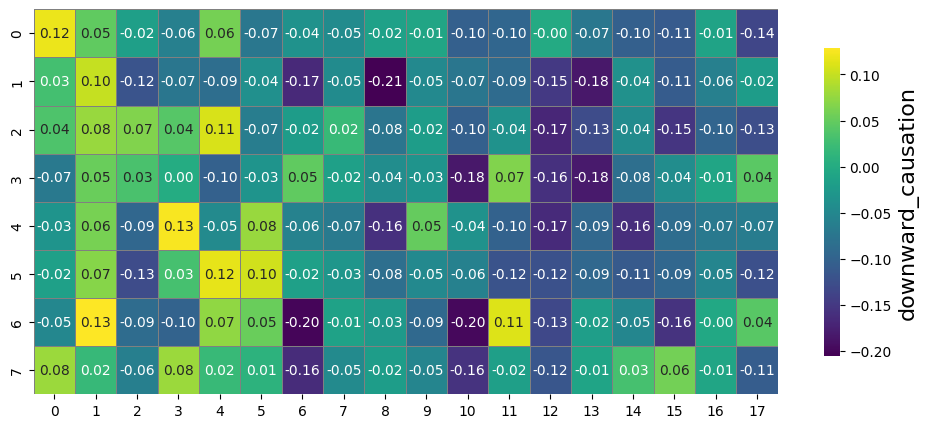 0 0.12 0.05 -0.02 -0.06 0.06 -0.07 -0.04 -0.05 -0.02 -0.01 -0.10 -0.10 -0.00 -0.07 -0.10 -0.11 -0.01 -0.14
1 0.03 0.10 -0.12 -0.07 -0.09 -0.04 -0.17 -0.05 -0.21 -0.05 -0.07 -0.09 -0.15 -0.18 -0.04 -0.11 -0.06 -0.02
2 0.04 0.08 0.07 0.04 0.11 -0.07 -0.02 0.02 -0.08 -0.02 -0.10 -0.04 -0.17 -0.13 -0.04 -0.15 -0.10 -0.13
3 -0.07 0.05 0.03 0.00 -0.10 -0.03 0.05 -0.02 -0.04 -0.03 -0.18 0.07 -0.16 -0.18 -0.08 -0.04 -0.01 0.04
4 -0.03 0.06 -0.09 0.13 -0.05 0.08 -0.06 -0.07 -0.16 0.05 -0.04 -0.10 -0.17 -0.09 -0.16 -0.09 -0.07 -0.07
5 -0.02 0.07 -0.13 0.03 0.12 0.10 -0.02 -0.03 -0.08 -0.05 -0.06 -0.12 -0.12 -0.09 -0.11 -0.09 -0.05 -0.12
6 -0.05 0.13 -0.09 -0.10 0.07 0.05 -0.20 -0.01 -0.03 -0.09 -0.20 0.11 -0.13 -0.02 -0.05 -0.16 -0.00 0.04
7 0.08 0.02 -0.06 0.08 0.02 0.01 -0.16 -0.05 -0.02 -0.05 -0.16 -0.02 -0.12 -0.01 0.03 0.06 -0.01 -0.11
0 1 2 3 4 5 6 7 8 9 10 11 12 13 14 15 16 17
0.10
0.05
0.00
−0.05
−0.10
−0.15
−0.20
downward_causation